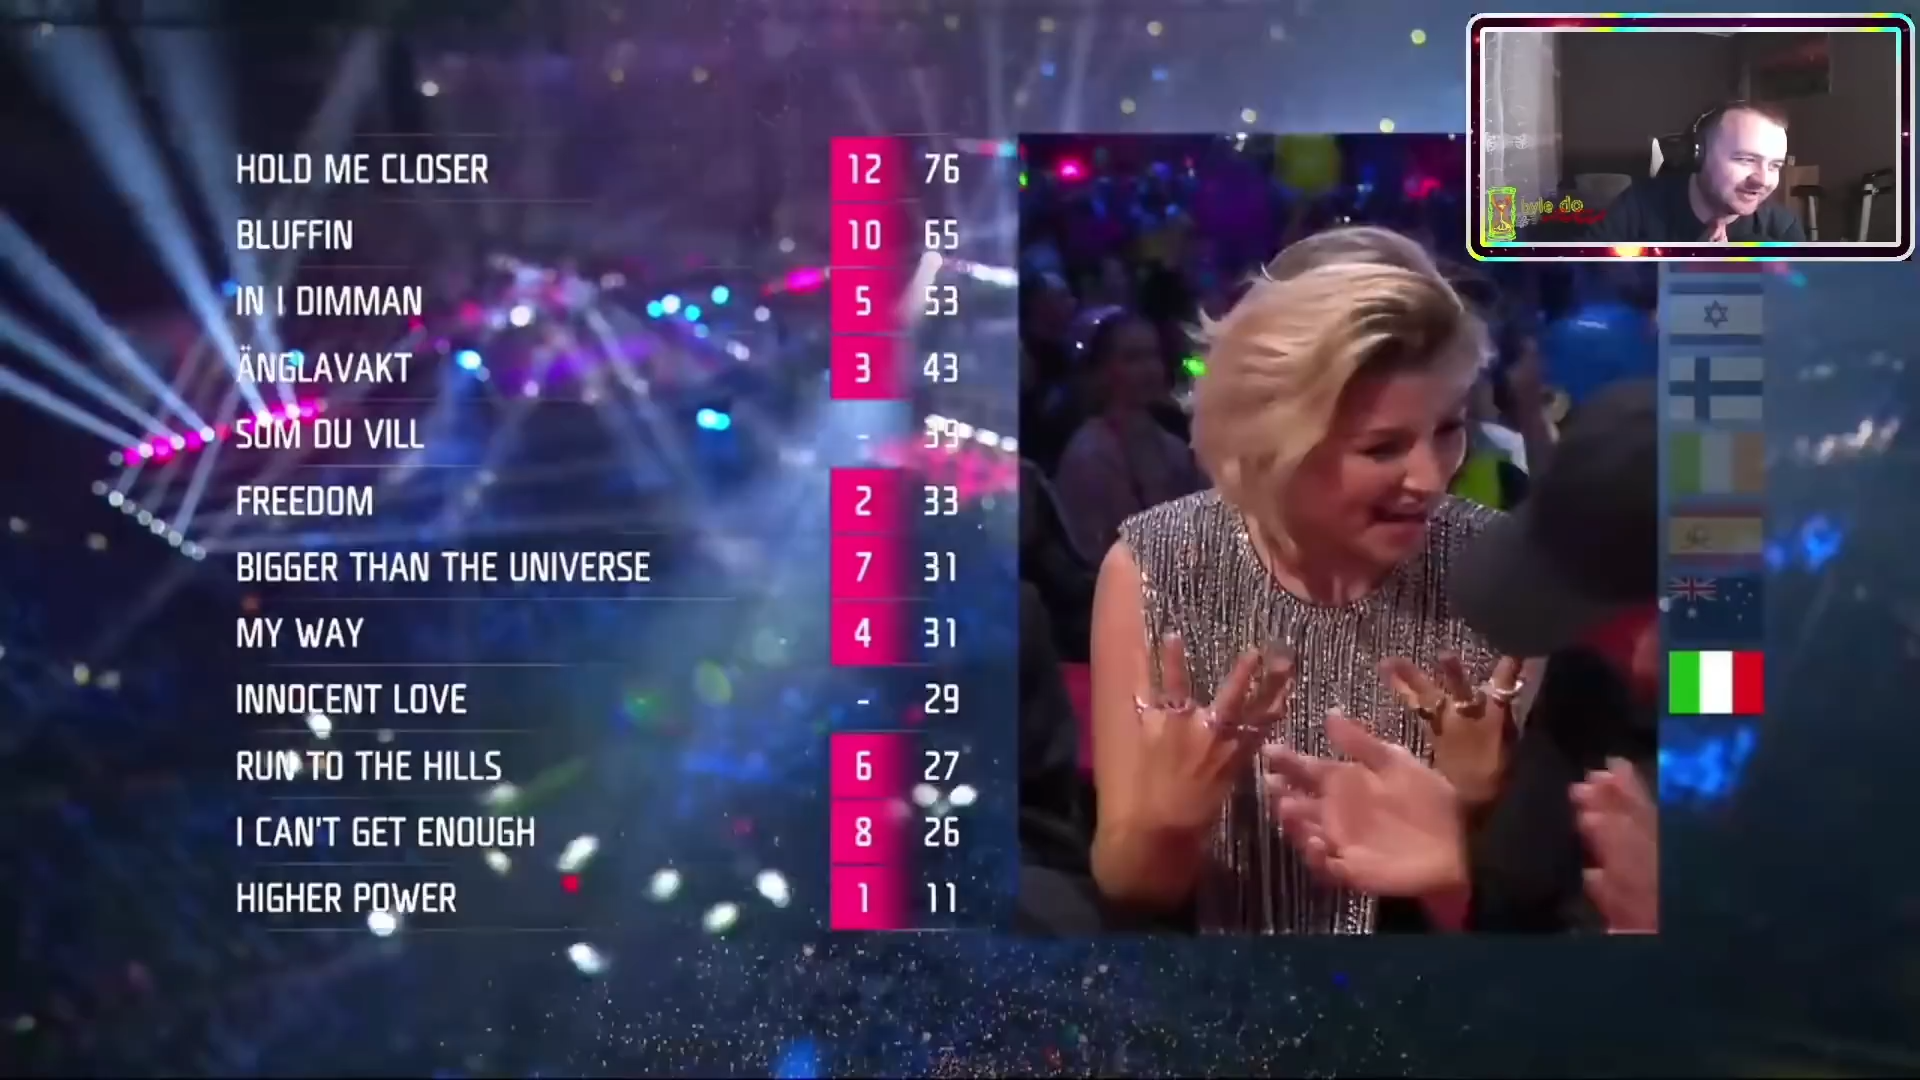 HOLD ME CLOSER 12 76
BLUFFIN 10 65
IN I DIMMAN 5 53
ÄNGLAVAKT 3 43
SOM DU VILL - 39
FREEDOM 2 33
BIGGER THAN THE UNIVERSE 7 31
MY WAY 4 31
INNOCENT LOVE - 29
RUN TO THE HILLS 6 27
I CAN'T GET ENOUGH 8 26
HIGHER POWER 1 11